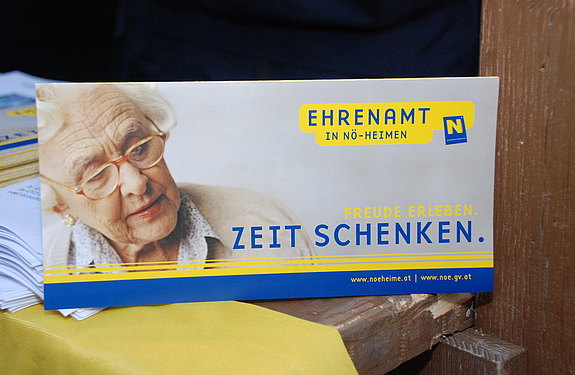 EHRENAMT
IN NÖ-HEIMEN
N
FREUDE ERLEBEN.
ZEIT SCHENKEN.
www.noeheime.at | www.noe.gv.at